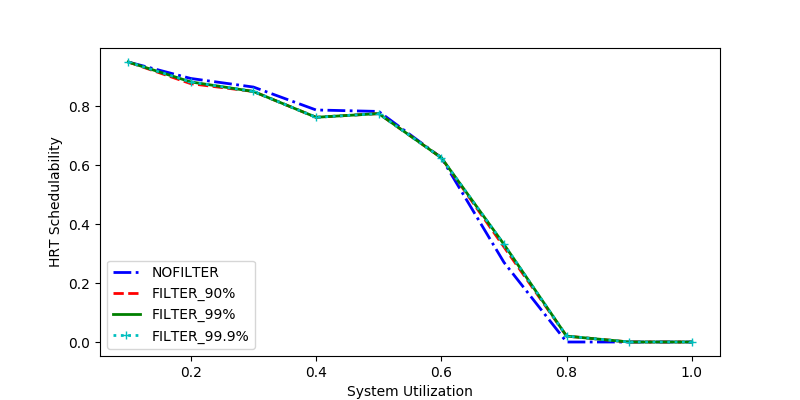 0.8
0.6
0.4
0.2
0.0
HRT Schedulability
NOFILTER
FILTER_90%
FILTER_99%
FILTER_99.9%
0.2 0.4 0.6 0.8 1.0
System Utilization